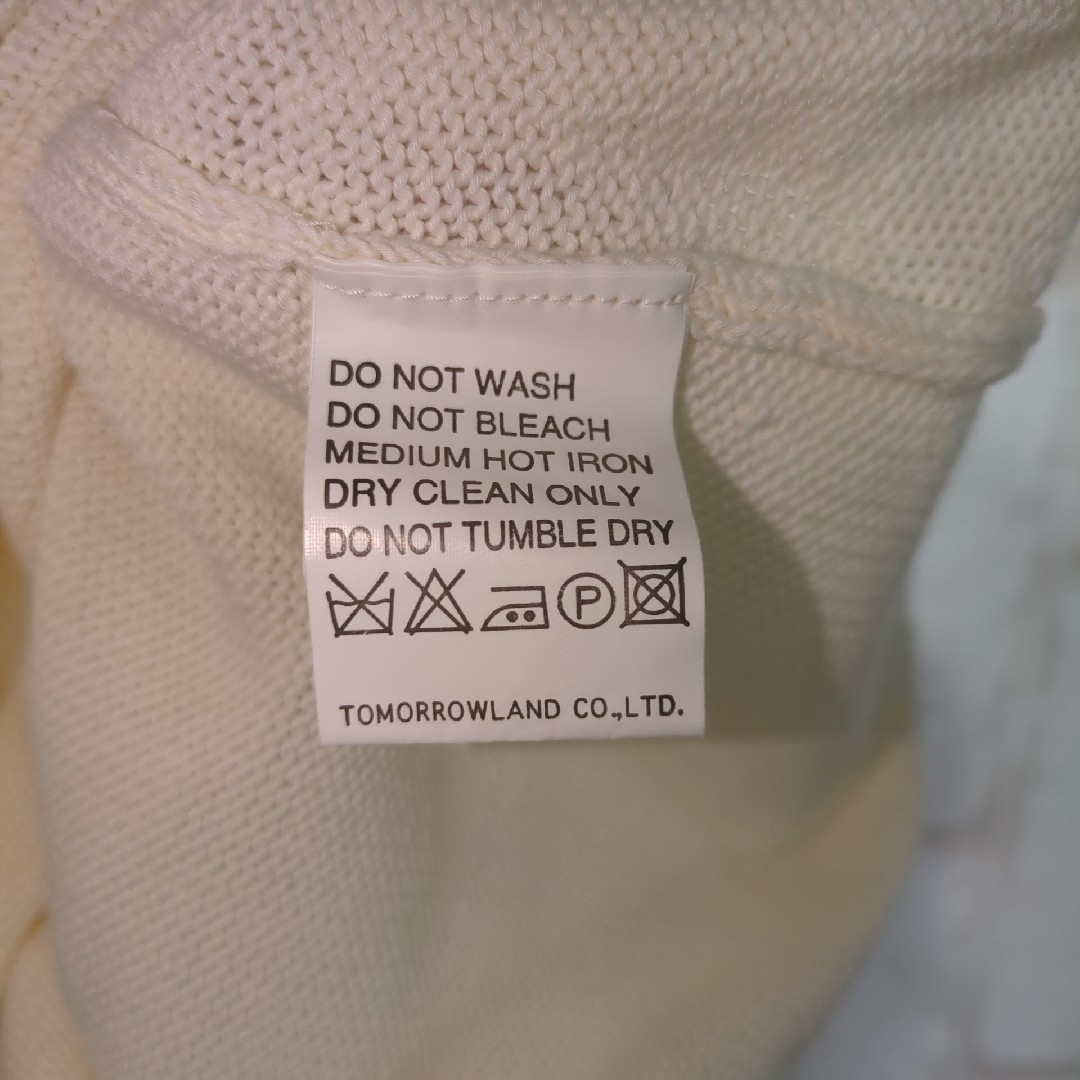 DO NOT WASH
DO NOT BLEACH
MEDIUM HOT IRON
DRY CLEAN ONLY
DO NOT TUMBLE DRY
P
TOMORROWLAND CO.,LTD.